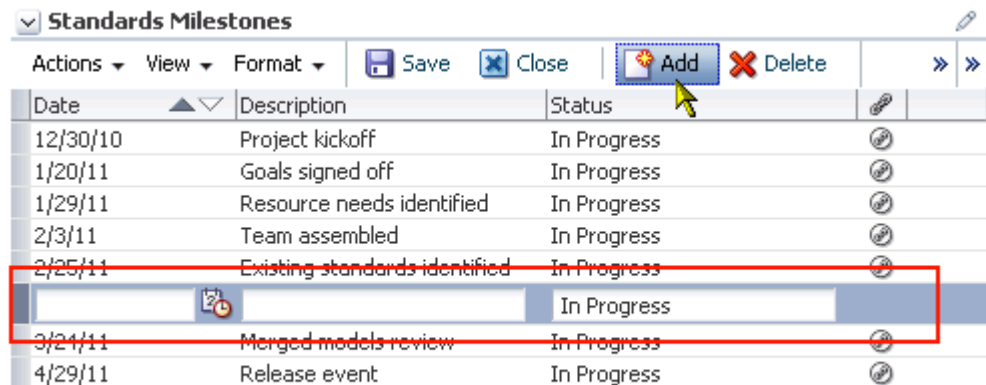 Standards Milestones
Actions View Format Save Close Add Delete » »
Date Description Status
12/30/10 Project kickoff In Progress
1/20/11 Goals signed off In Progress
1/29/11 Resource needs identified In Progress
2/3/11 Team assembled In Progress
2/25/11 Existing standards identified In Progress
In Progress
3/24/11 Merged models review In Progress
4/29/11 Release event In Progress